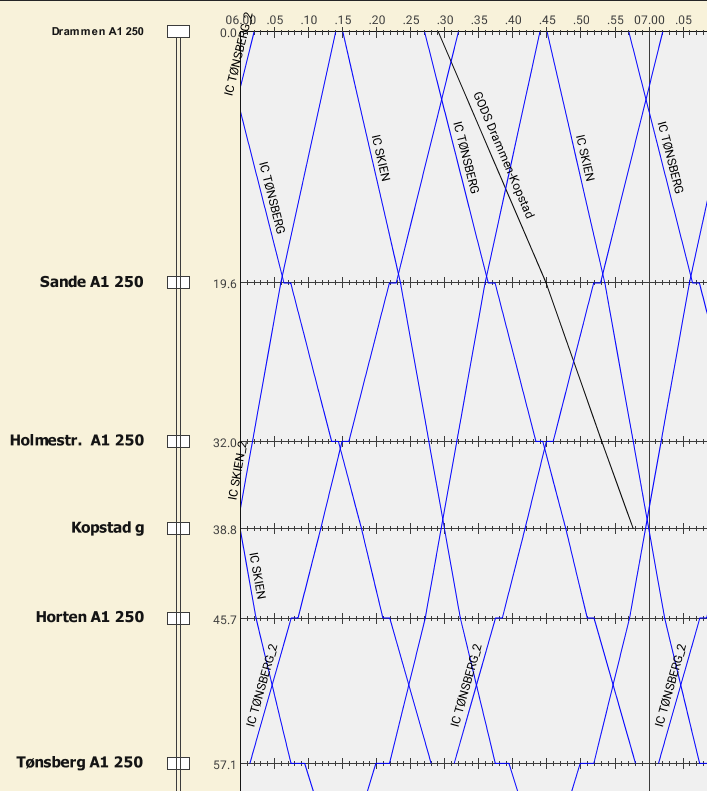 06.00 .05 .10 .15 .20 .25 .30 .35 .40 .45 .50 .55 07.00 .05
Drammen A1 250 0.0
IC TØNSBERG_2
IC TØNSBERG
IC SKIEN
IC TØNSBERG
GODS Drammen-Kopstad
IC SKIEN
IC TØNSBERG
Sande A1 250 19.6
Holmestr. A1 250 32.0
IC SKIEN_2
Kopstad g 38.8
IC SKIEN
Horten A1 250 45.7
IC TØNSBERG_2
IC TØNSBERG_2
IC TØNSBERG_2
Tønsberg A1 250 57.1